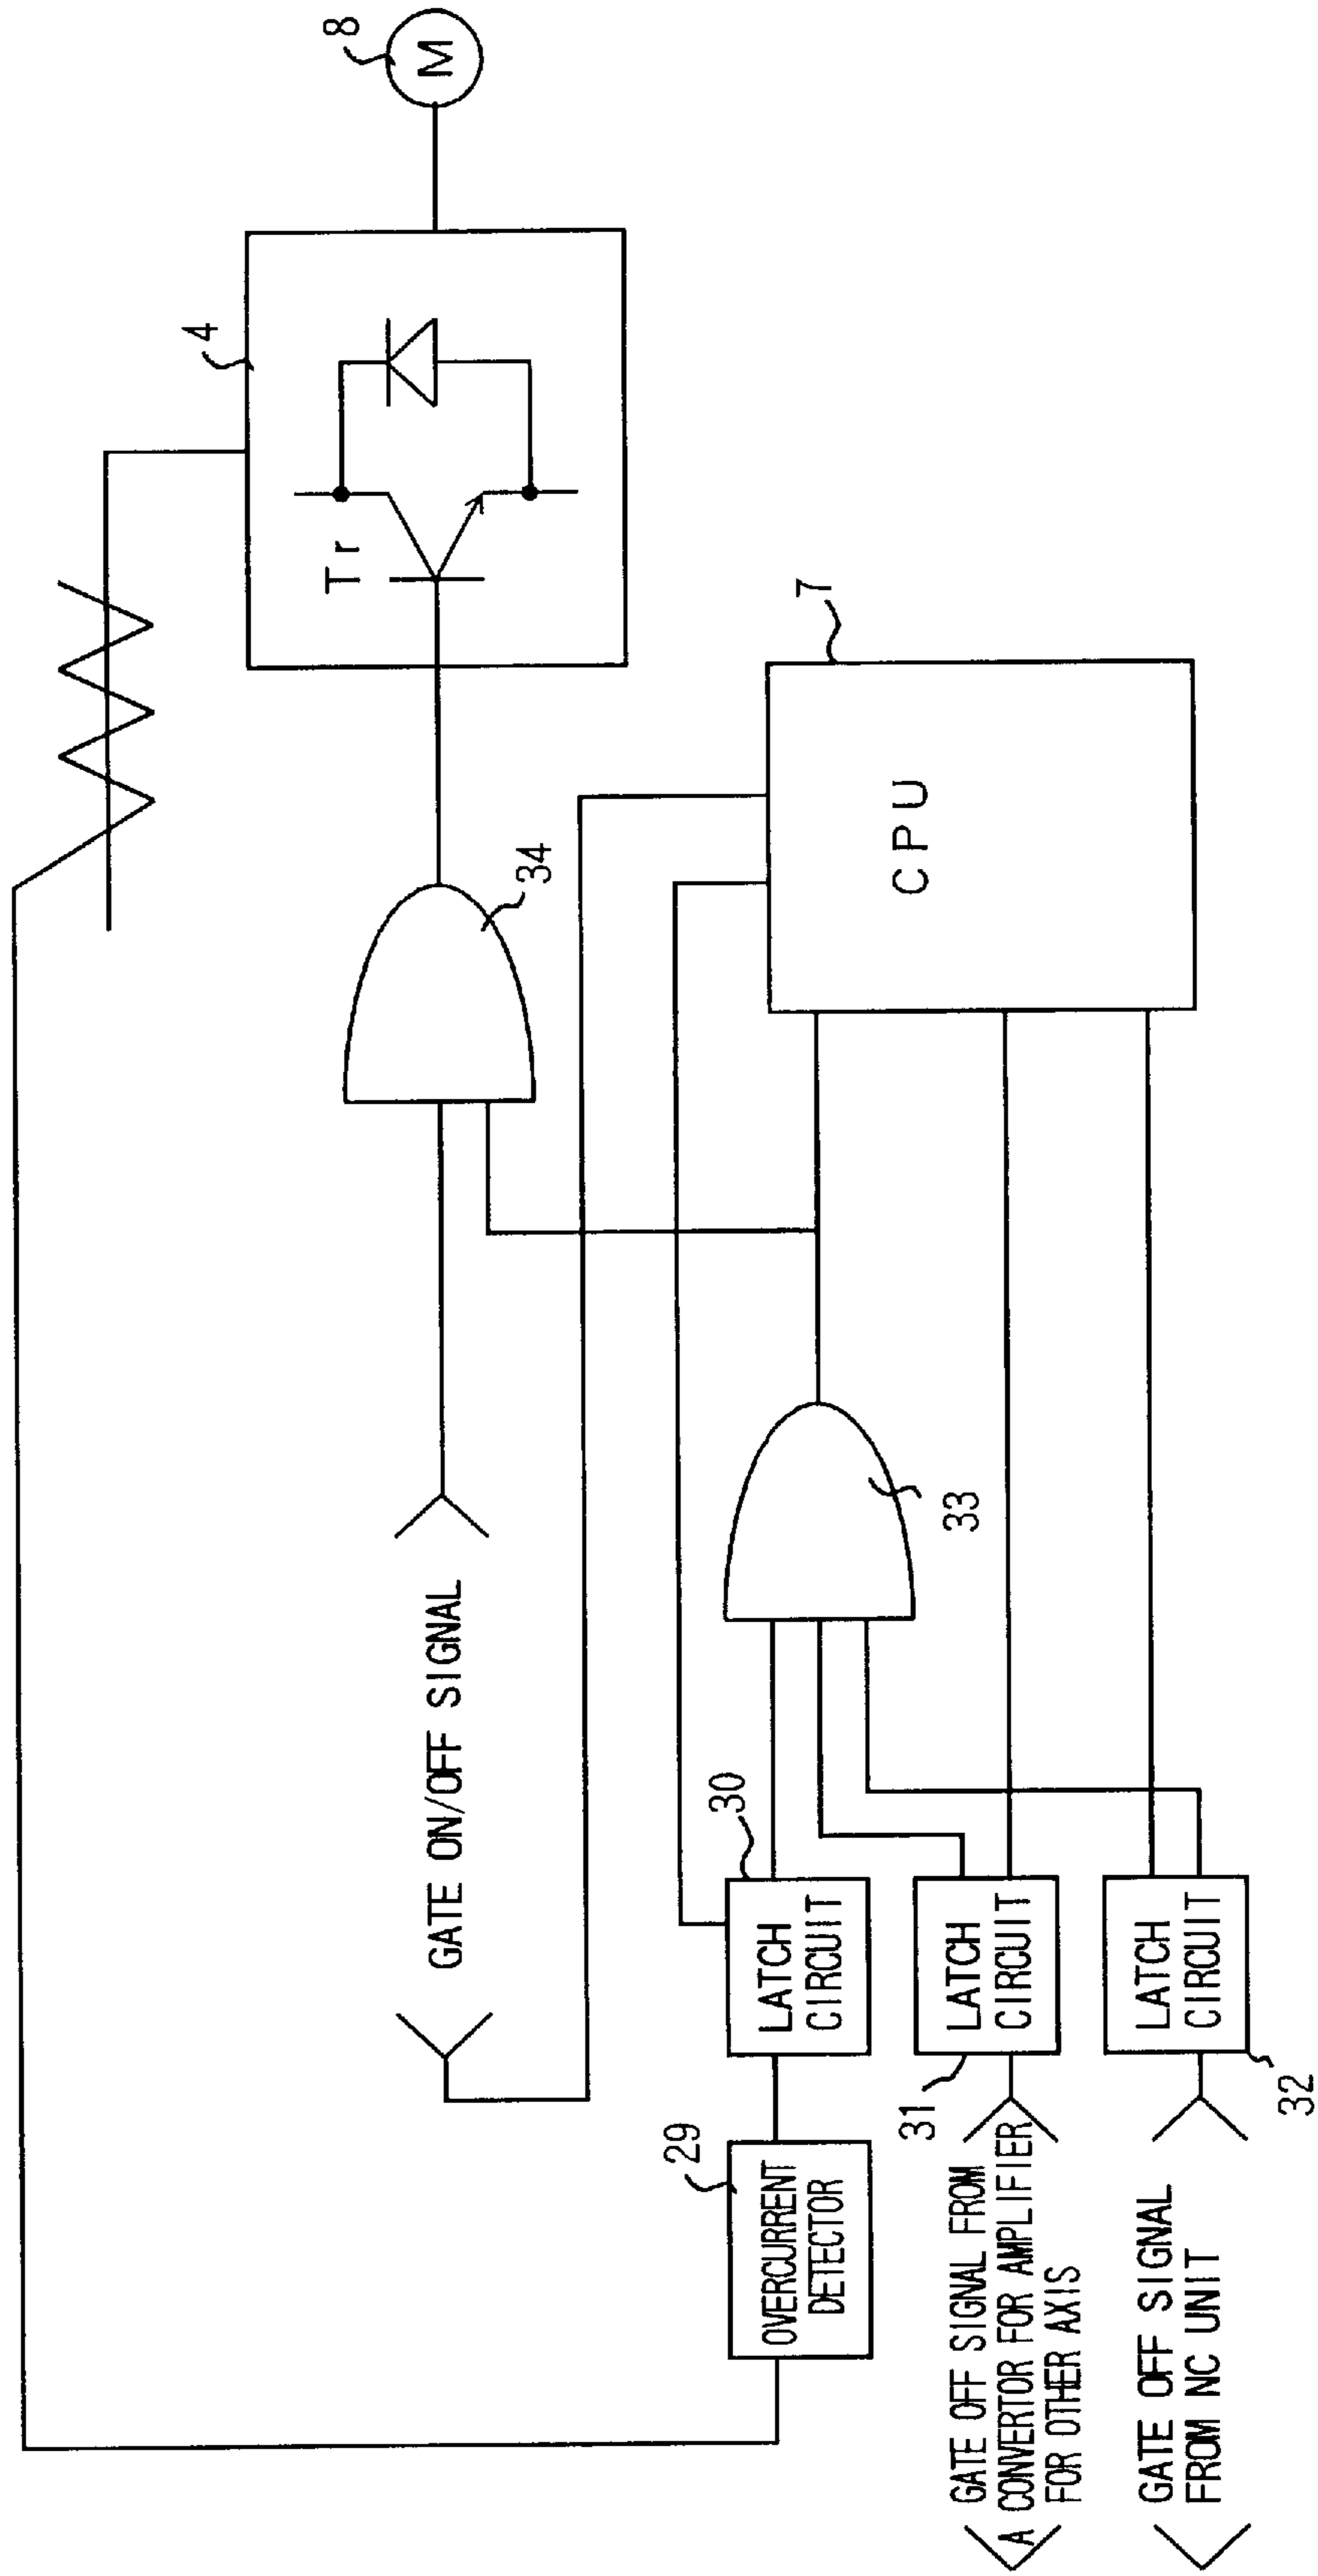 8
M
4
Tr
34
7
CPU
GATE ON/OFF SIGNAL
33
30
LATCH
CIRCUIT
29
OVERCURRENT
DETECTOR
31
LATCH
CIRCUIT
GATE OFF SIGNAL FROM
A CONVERTOR FOR AMPLIFIER
FOR OTHER AXIS
32
LATCH
CIRCUIT
GATE OFF SIGNAL
FROM NC UNIT